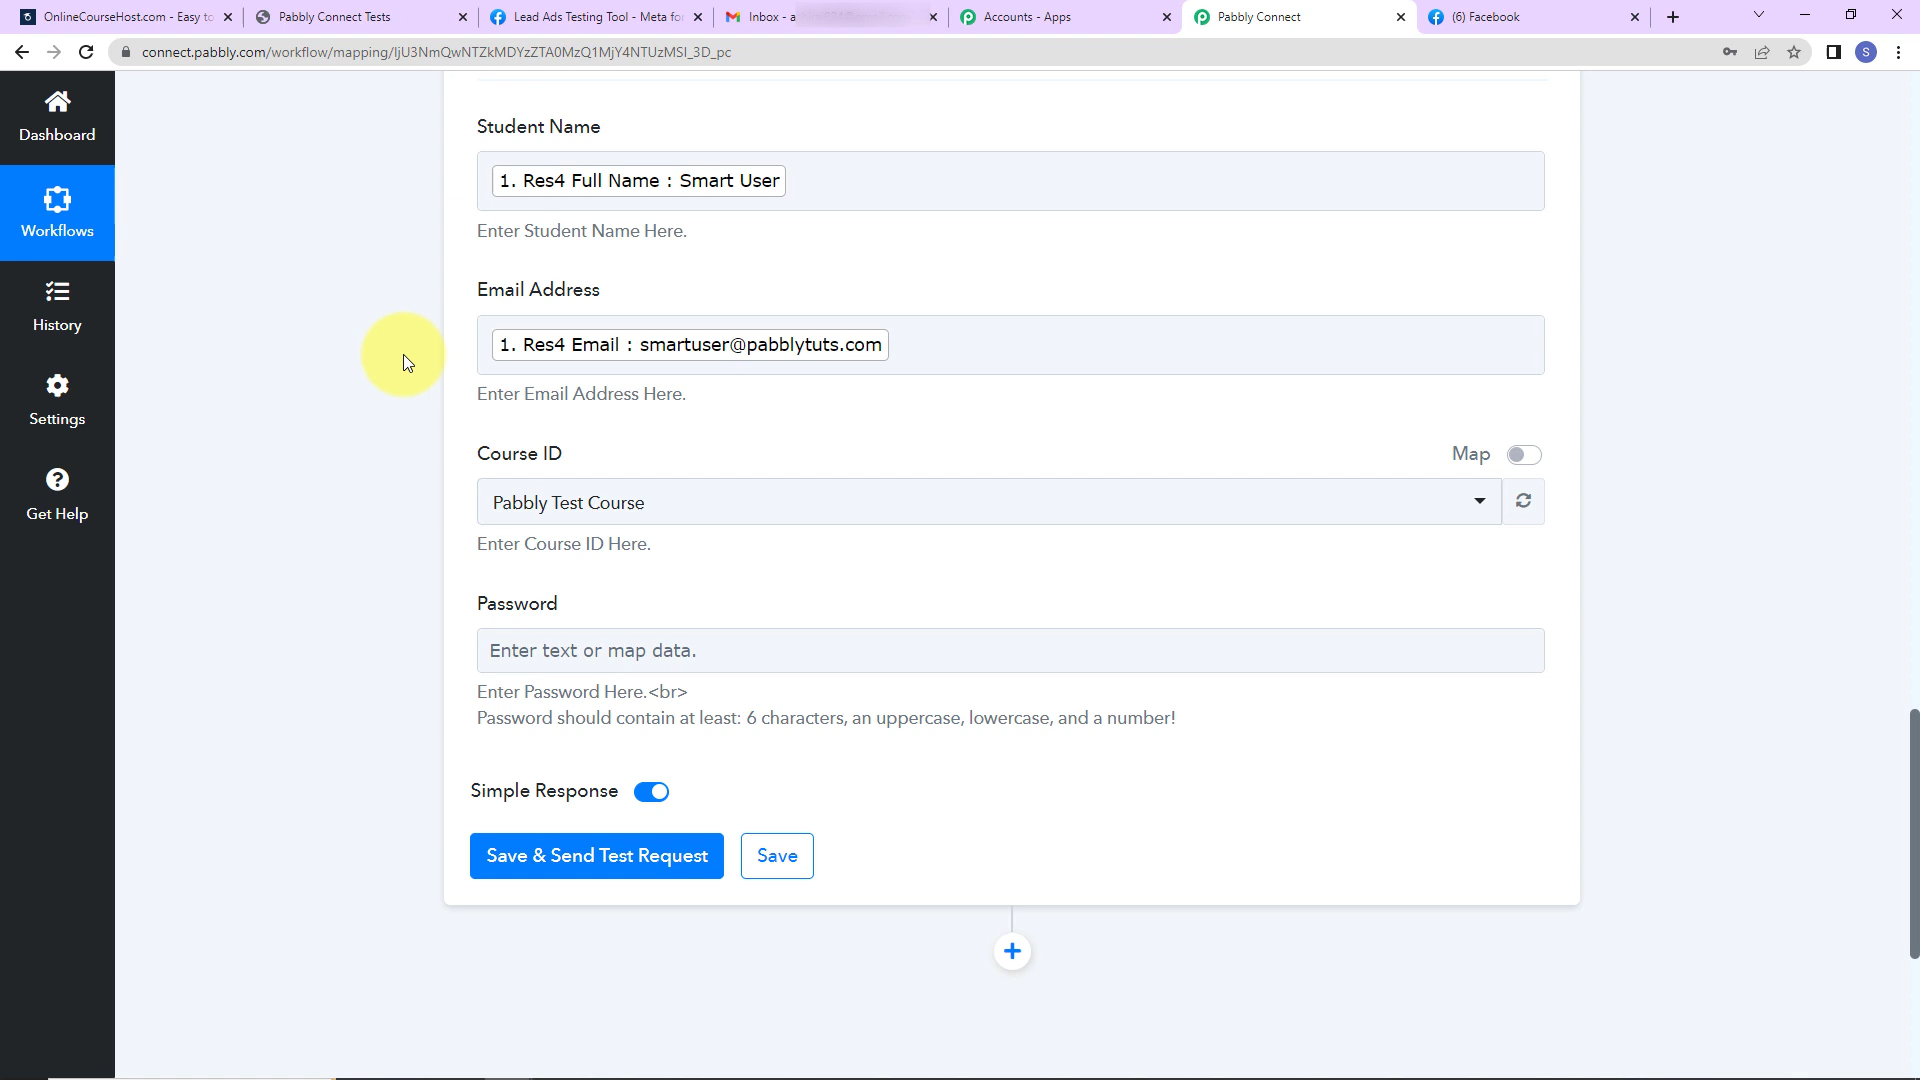 OnlineCourseHost.com - Easy to
Pabbly Connect Tests
Lead Ads Testing Tool - Meta for
Inbox - a
Accounts - Apps
Pabbly Connect
(6) Facebook
connect.pabbly.com/workflow/mapping/IjU3NmQwNTZkMDYzZTA0MzQ1MjY4NTUzMSI_3D_pc
S
Dashboard
Workflows
History
Settings
Get Help
Student Name
1. Res4 Full Name : Smart User
Enter Student Name Here.
Email Address
1. Res4 Email : smartuser@pabblytuts.com
Enter Email Address Here.
Course ID
Map
Pabbly Test Course
Enter Course ID Here.
Password
Enter text or map data.
Enter Password Here.<br>
Password should contain at least: 6 characters, an uppercase, lowercase, and a number!
Simple Response
Save & Send Test Request
Save